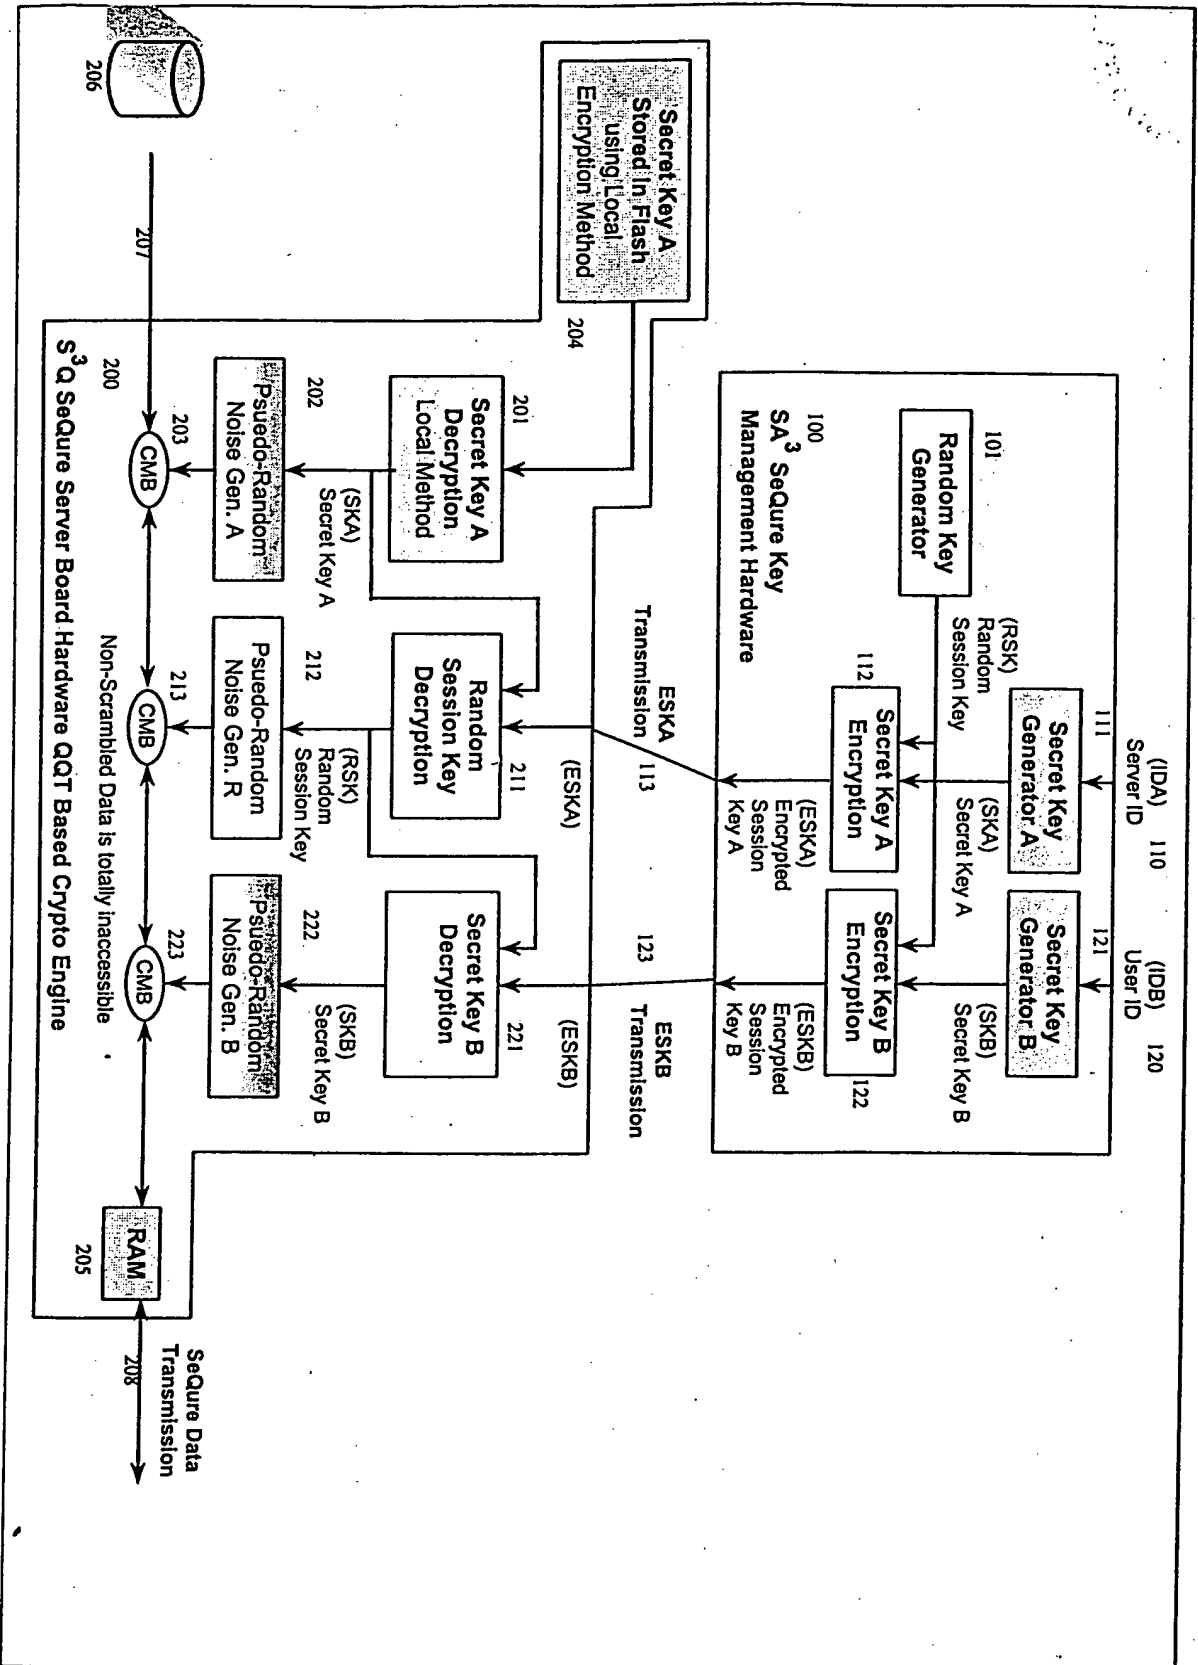 (IDA)
Server ID
110
(IDB)
User ID
120
111
Secret Key
Generator A
121
Secret Key
Generator B
101
Random Key
Generator
(RSK)
Random
Session Key
(SKA)
Secret Key A
(SKB)
Secret Key B
100
SA3 SeQure Key
Management Hardware
112
Secret Key A
Encryption
Secret Key B
Encryption
122
(ESKA)
Encrypted
Session
Key A
(ESKB)
Encrypted
Session
Key B
ESKA
Transmission
113
123
ESKB
Transmission
Secret Key A
Stored In Flash
using Local
Encryption Method
204
(ESKA)
(ESKB)
201
Secret Key A
Decryption
Local Method
Random
Session Key
Decryption
211
Secret Key B
Decryption
221
202
(SKA)
Secret Key A
212
(RSK)
Random
Session Key
222
(SKB)
Secret Key B
Psuedo-Random
Noise Gen. A
Psuedo-Random
Noise Gen. R
Psuedo-Random
Noise Gen. B
206
207
203
CMB
213
CMB
223
CMB
RAM
205
208
SeQure Data
Transmission
200
Non-Scrambled Data is totally inaccessible
S3Q SeQure Server Board Hardware QQT Based Crypto Engine